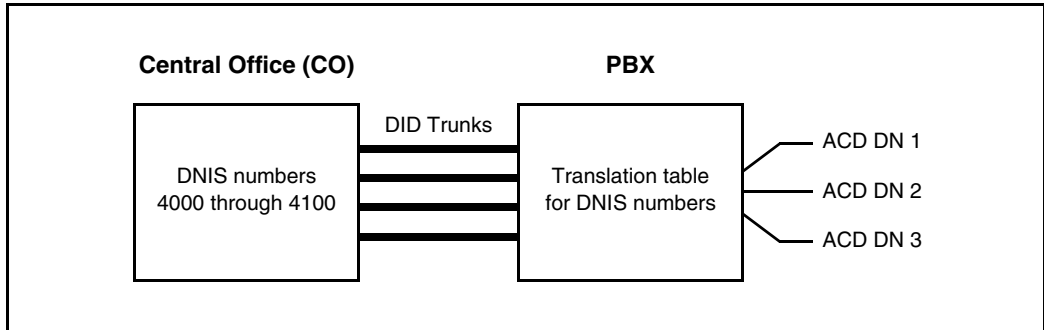 Central Office (CO)
PBX
DID Trunks
DNIS numbers
4000 through 4100
Translation table
for DNIS numbers
ACD DN 1
ACD DN 2
ACD DN 3